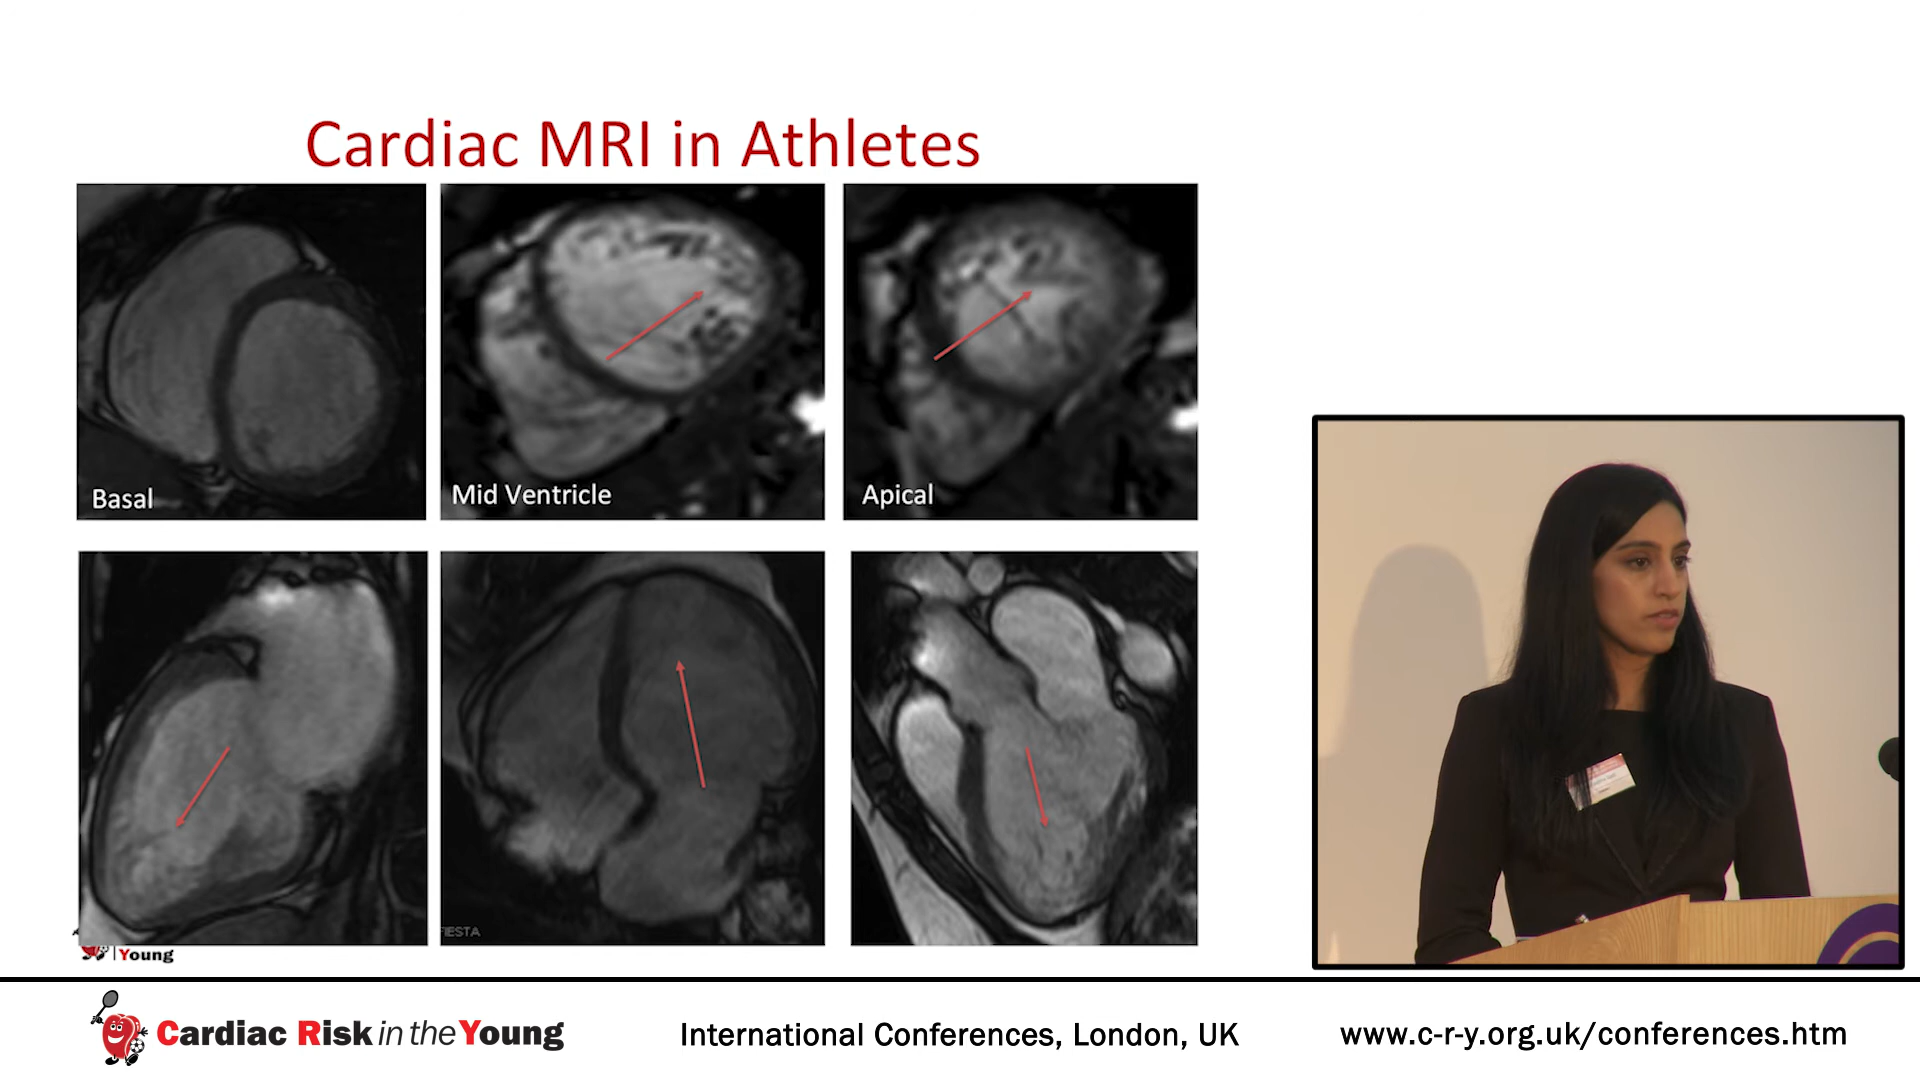 Cardiac MRI in Athletes
Basal
Mid Ventricle
Apical
FIESTA
Young
Cardiac Risk in the Young
International Conferences, London, UK
www.c-r-y.org.uk/conferences.htm